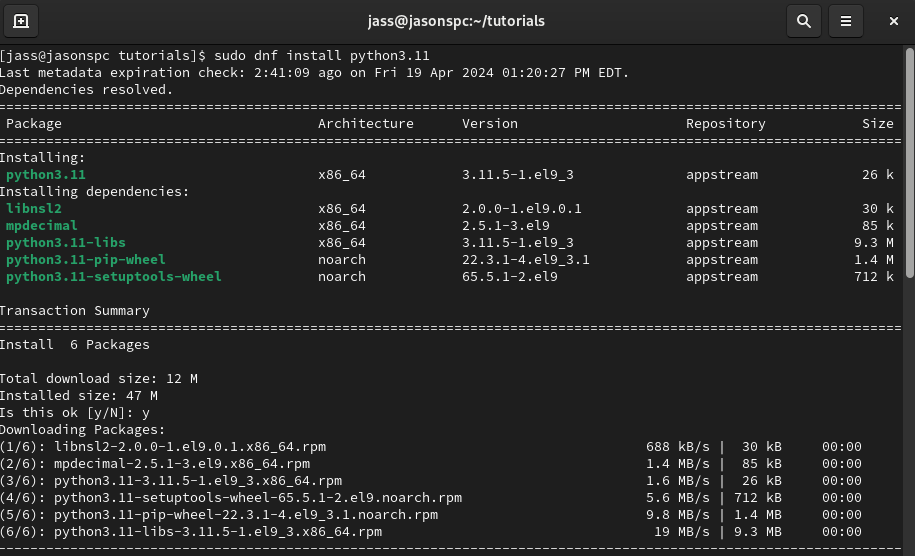 jass@jasonspc:~/tutorials
[jass@jasonspc tutorials]$ sudo dnf install python3.11
Last metadata expiration check: 2:41:09 ago on Fri 19 Apr 2024 01:20:27 PM EDT.
Dependencies resolved.
================================================================================
Package Architecture Version Repository Size
================================================================================
Installing:
python3.11 x86_64 3.11.5-1.el9_3 appstream 26 k
Installing dependencies:
libnsl2 x86_64 2.0.0-1.el9.0.1 appstream 30 k
mpdecimal x86_64 2.5.1-3.el9 appstream 85 k
python3.11-libs x86_64 3.11.5-1.el9_3 appstream 9.3 M
python3.11-pip-wheel noarch 22.3.1-4.el9_3.1 appstream 1.4 M
python3.11-setuptools-wheel noarch 65.5.1-2.el9 appstream 712 k
Transaction Summary
================================================================================
Install  6 Packages
Total download size: 12 M
Installed size: 47 M
Is this ok [y/N]: y
Downloading Packages:
(1/6): libnsl2-2.0.0-1.el9.0.1.x86_64.rpm 688 kB/s | 30 kB 00:00
(2/6): mpdecimal-2.5.1-3.el9.x86_64.rpm 1.4 MB/s | 85 kB 00:00
(3/6): python3.11-3.11.5-1.el9_3.x86_64.rpm 1.6 MB/s | 26 kB 00:00
(4/6): python3.11-setuptools-wheel-65.5.1-2.el9.noarch.rpm 5.6 MB/s | 712 kB 00:00
(5/6): python3.11-pip-wheel-22.3.1-4.el9_3.1.noarch.rpm 9.8 MB/s | 1.4 MB 00:00
(6/6): python3.11-libs-3.11.5-1.el9_3.x86_64.rpm 19 MB/s | 9.3 MB 00:00
--------------------------------------------------------------------------------